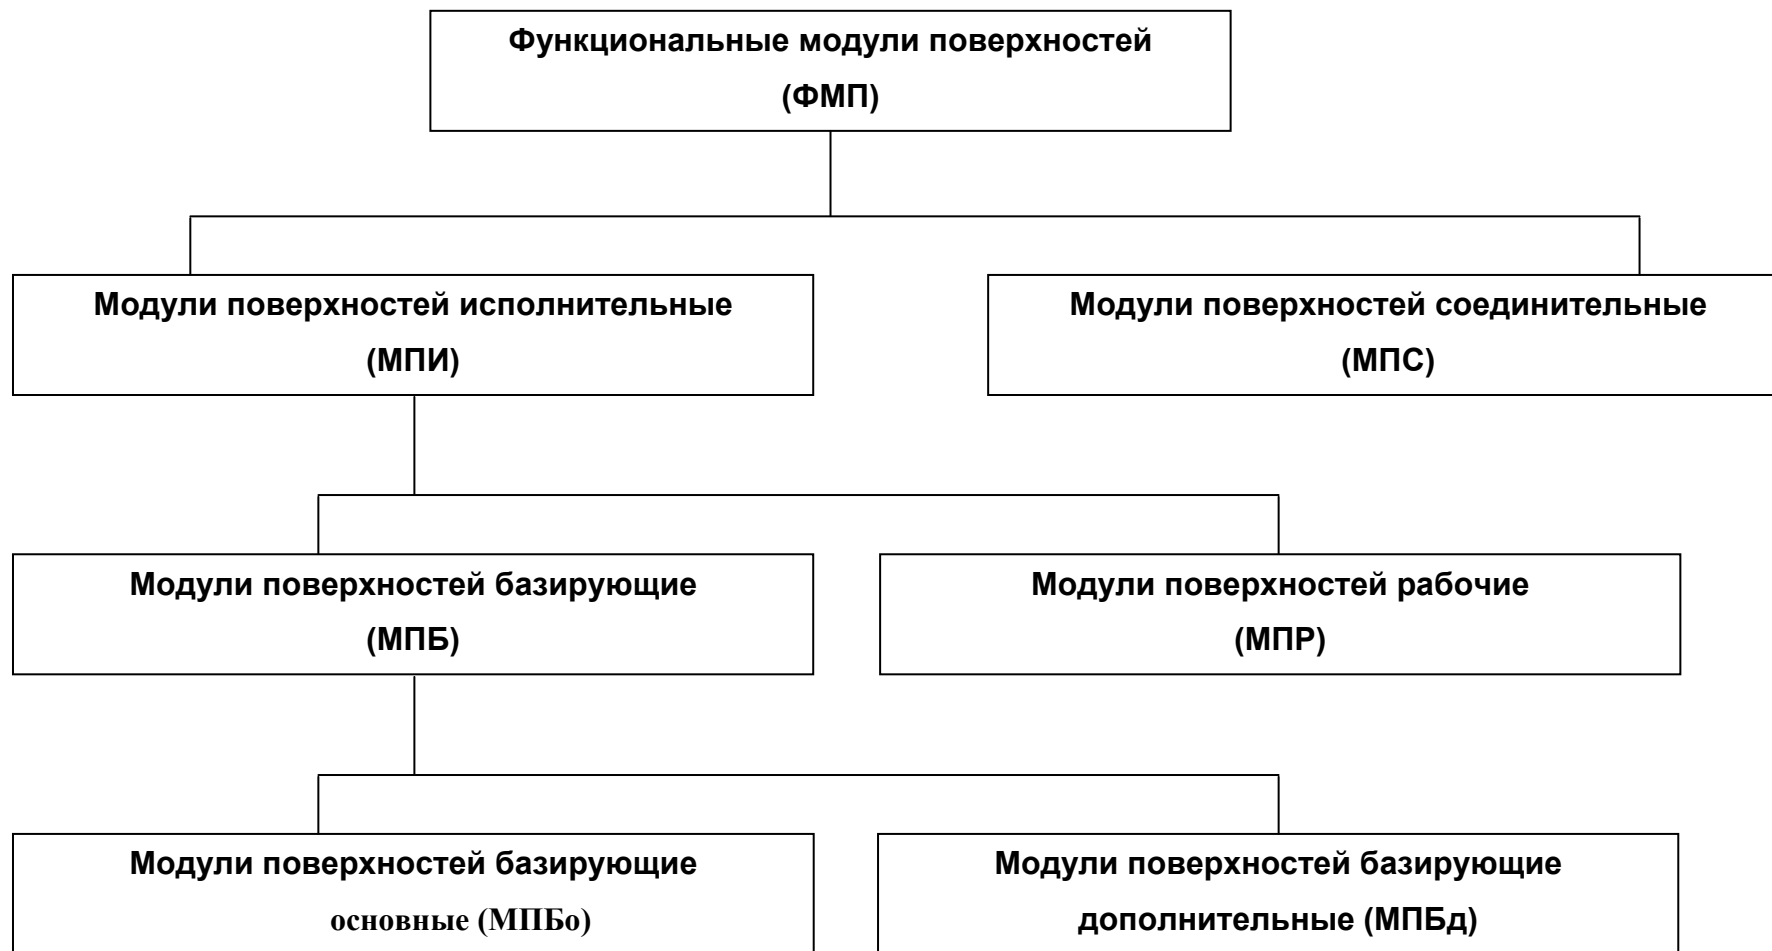 Функциональные модули поверхностей
(ФМП)
Модули поверхностей исполнительные
(МПИ)
Модули поверхностей соединительные
(МПС)
Модули поверхностей базирующие
(МПБ)
Модули поверхностей рабочие
(МПР)
Модули поверхностей базирующие
основные (МПБо)
Модули поверхностей базирующие
дополнительные (МПБд)